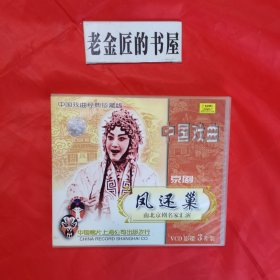 老金匠的书屋
中国戏曲经典珍藏版
中国戏曲
京剧
凤还巢
南北京剧名家汇演
中国唱片上海公司出版发行
CHINA RECORD SHANGHAI CO.
VCD影碟 3片装